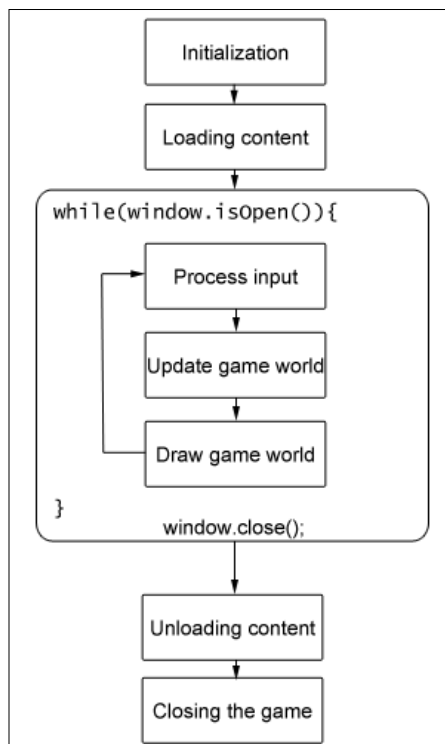 Initialization
Loading content
while(window.isOpen()){
Process input
Update game world
Draw game world
}
window.close();
Unloading content
Closing the game